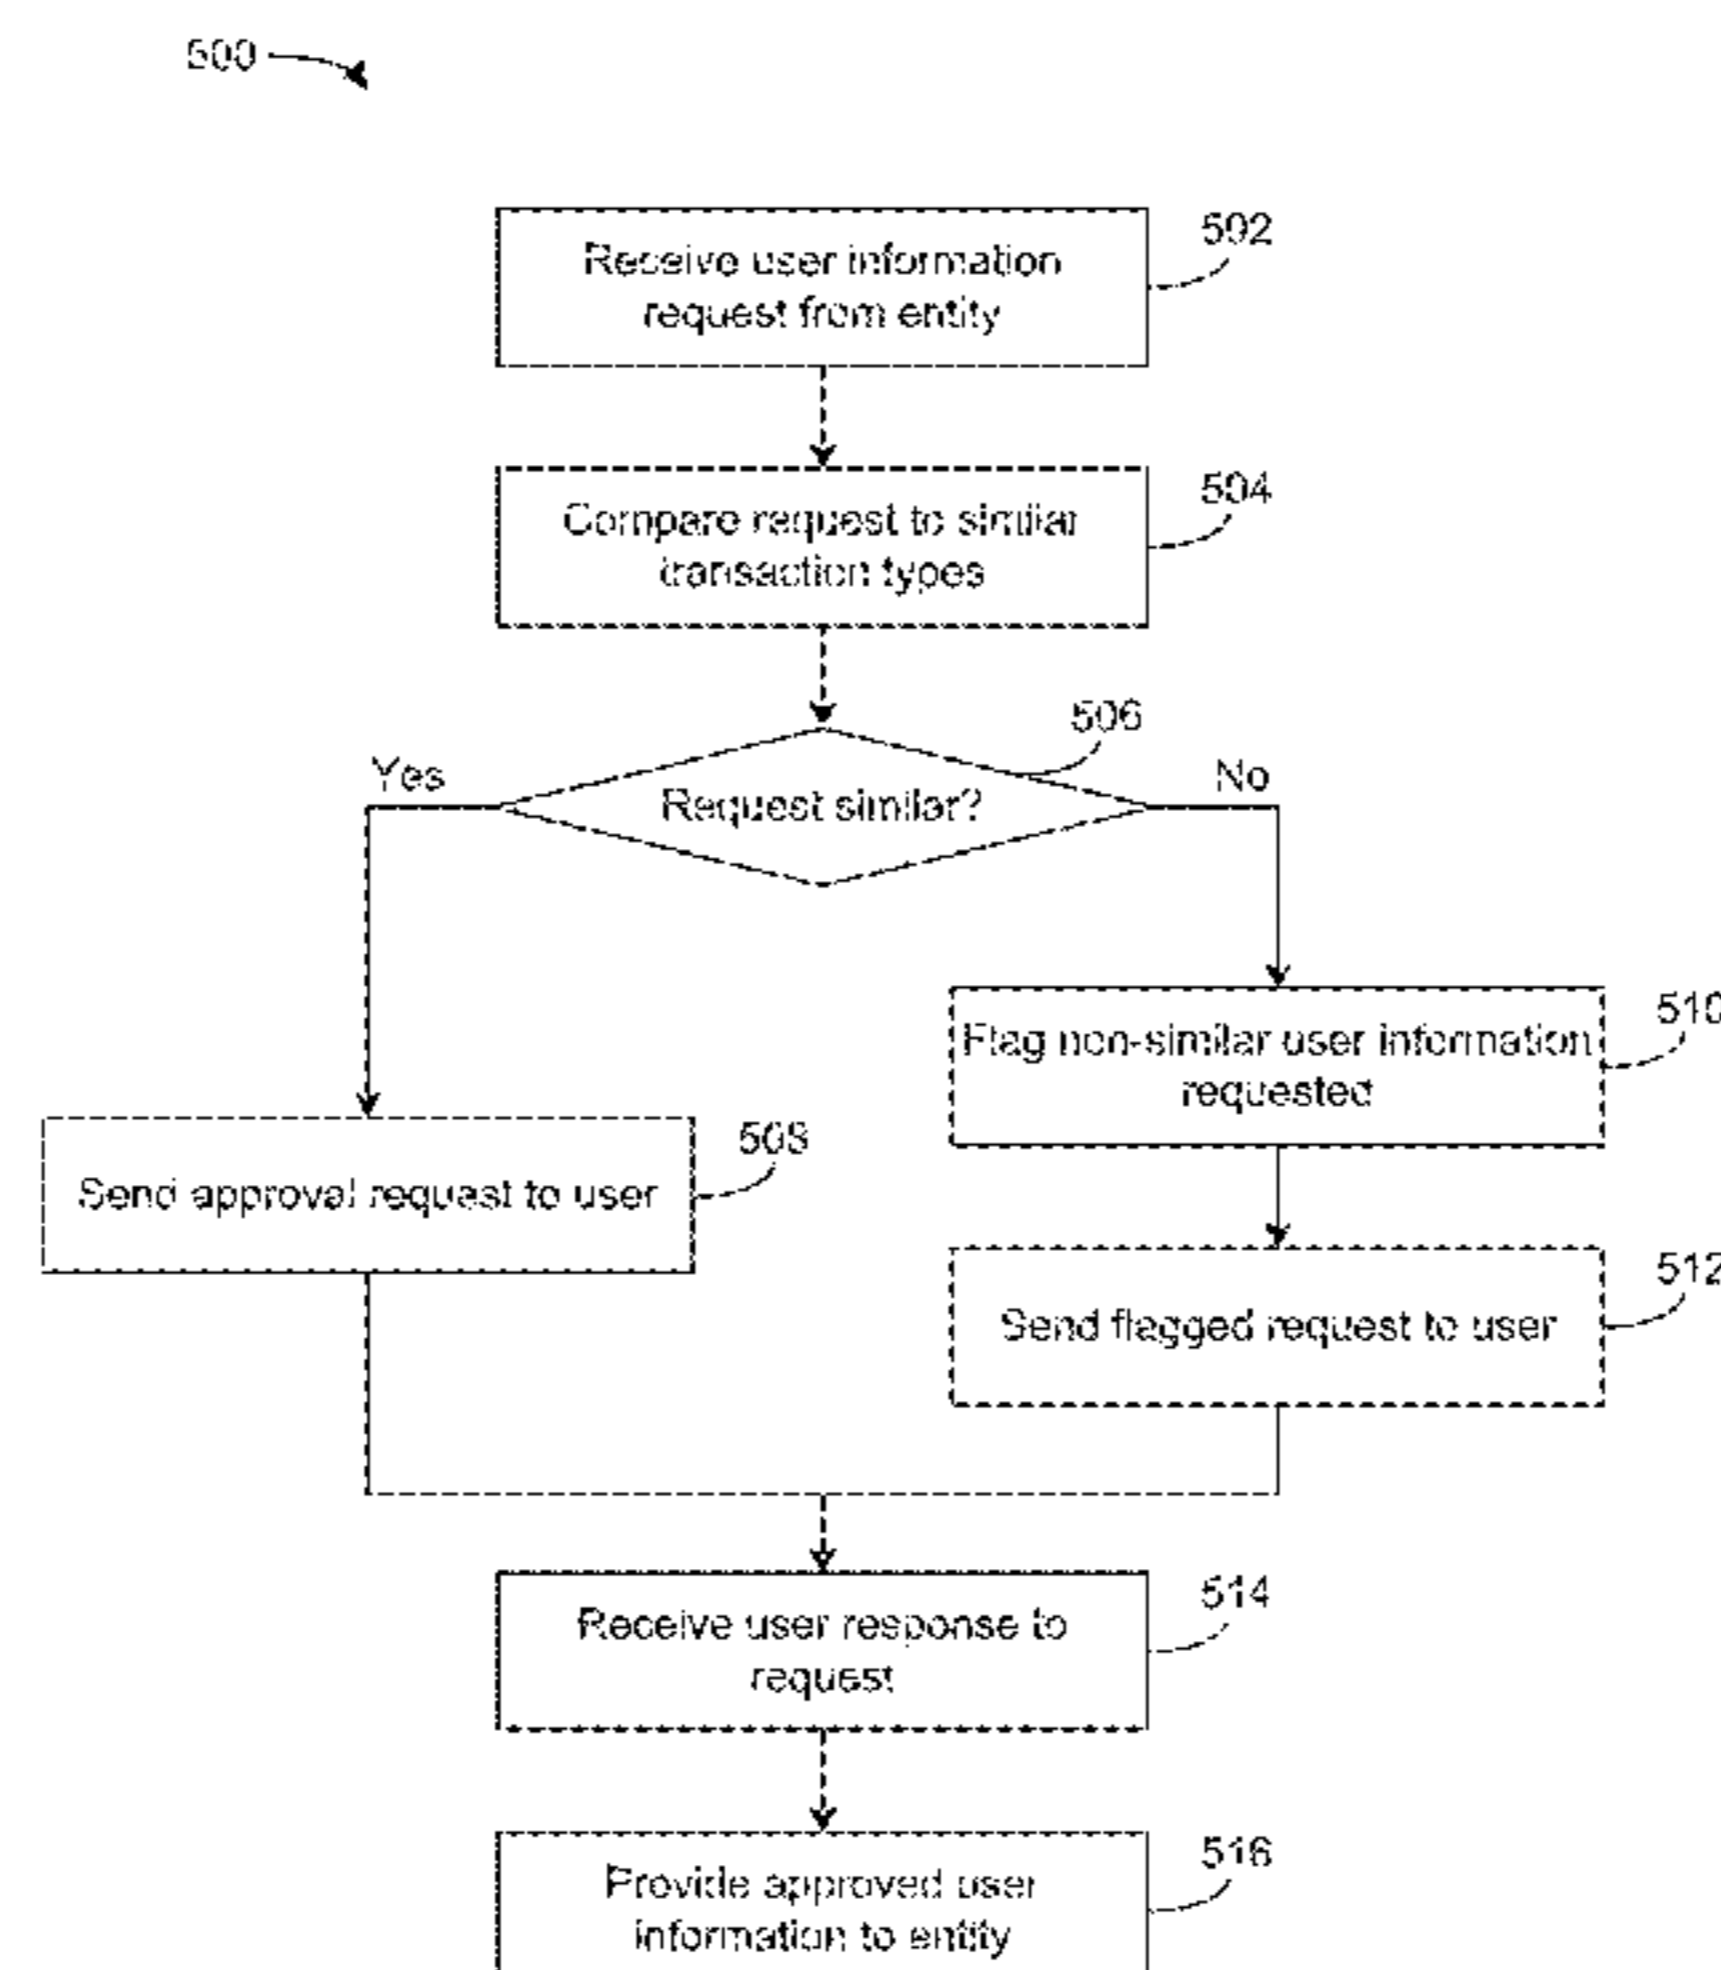 500
502
Receive user information
request from entity
504
Compare request to similar
transaction types
506
Yes
No
Request similar?
510
Flag non-similar user information
requested
508
Send approval request to user
512
Send flagged request to user
514
Receive user response to
request
516
Provide approved user
information to entity